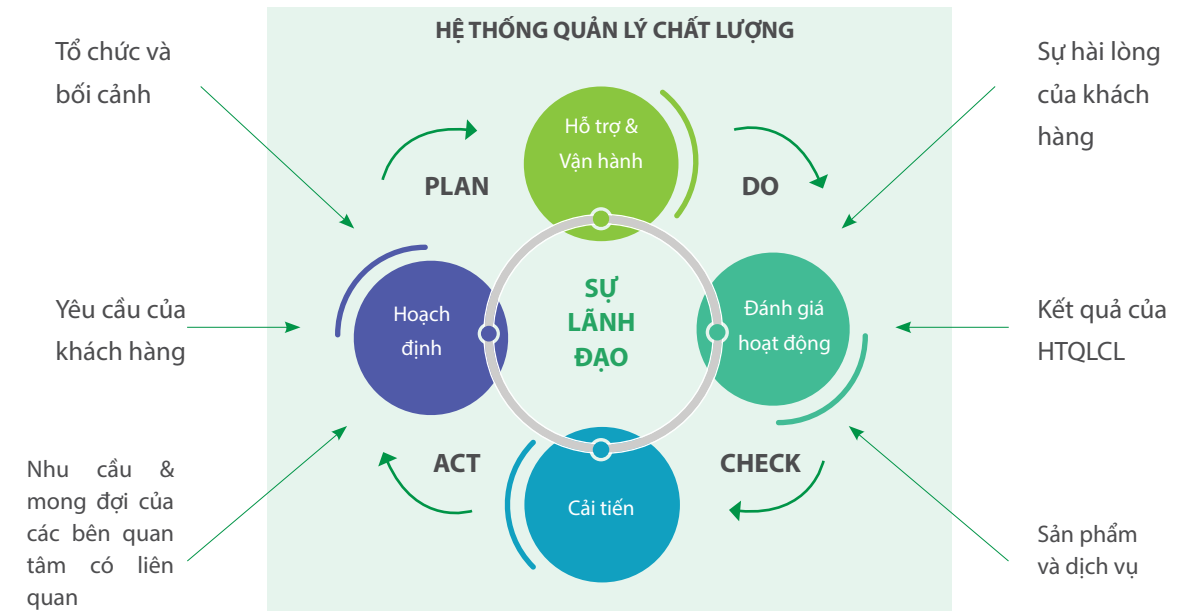 HỆ THỐNG QUẢN LÝ CHẤT LƯỢNG
Tổ chức và
bối cảnh
Yêu cầu của
khách hàng
Nhu cầu &
mong đợi của
các bên quan
tâm có liên
quan
PLAN
Hỗ trợ &
Vận hành
DO
Hoạch
định
SỰ
LÃNH
ĐẠO
Đánh giá
hoạt động
ACT
Cải tiến
CHECK
Sự hài lòng
của khách
hàng
Kết quả của
HTQLCL
Sản phẩm
và dịch vụ